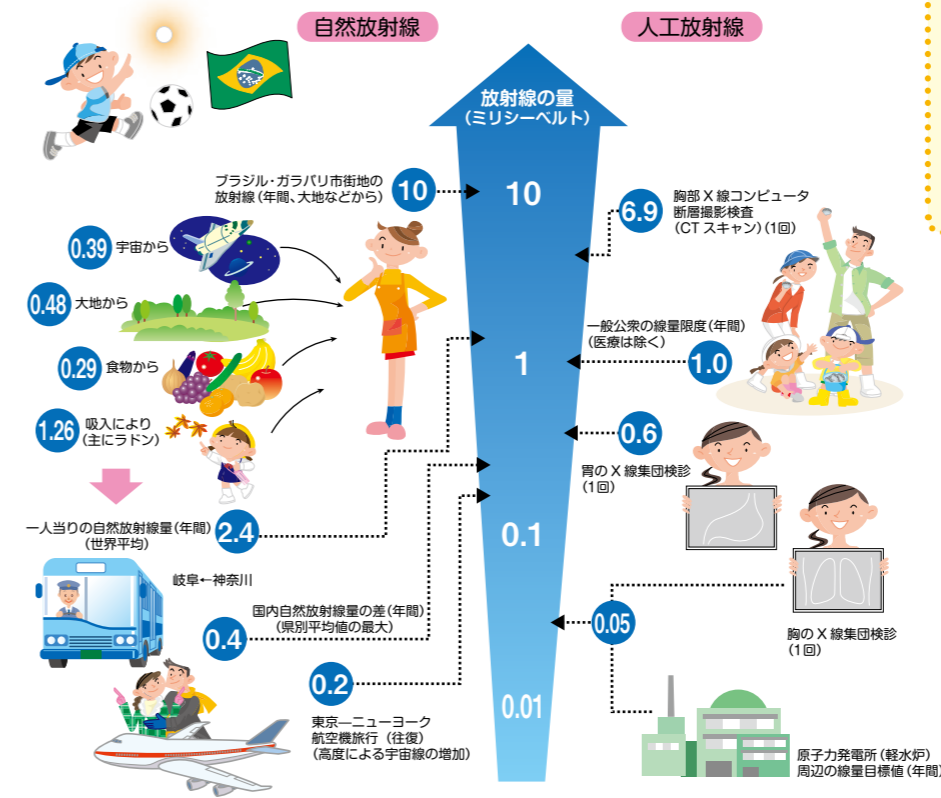 自然放射線
人工放射線
放射線の量
(ミリシーベルト)
10
1
0.1
0.01
ブラジル・ガラパリ市街地の
放射線(年間、大地などから)
10
0.39
宇宙から
0.48
大地から
0.29
食物から
1.26
吸入により
(主にラドン)
一人当りの自然放射線量(年間)
(世界平均)
2.4
岐阜←神奈川
国内自然放射線量の差(年間)
(県別平均値の最大)
0.4
0.2
東京―ニューヨーク
航空機旅行(往復)
(高度による宇宙線の増加)
6.9
胸部X線コンピュータ
断層撮影検査
(CTスキャン)(1回)
一般公衆の線量限度(年間)
(医療は除く)
1.0
0.6
胃のX線集団検診
(1回)
0.05
胸のX線集団検診
(1回)
原子力発電所(軽水炉)
周辺の線量目標値(年間)